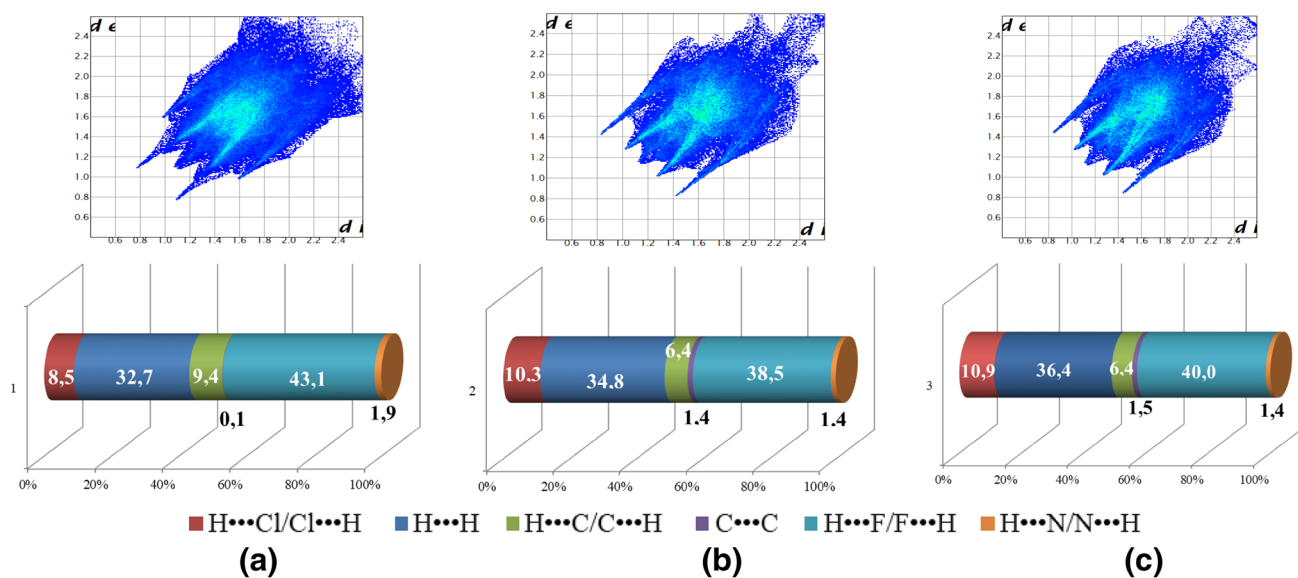 d e
2.4
2.2
2.0
1.8
1.6
1.4
1.2
1.0
0.8
0.6
d i
0.6 0.8 1.0 1.2 1.4 1.6 1.8 2.0 2.2 2.4
d e
2.4
2.2
2.0
1.8
1.6
1.4
1.2
1.0
0.8
0.6
d i
0.6 0.8 1.0 1.2 1.4 1.6 1.8 2.0 2.2 2.4
d e
2.4
2.2
2.0
1.8
1.6
1.4
1.2
1.0
0.8
0.6
d i
0.6 0.8 1.0 1.2 1.4 1.6 1.8 2.0 2.2 2.4
1
8,5 32,7 9,4 43,1
0,1 1,9
0% 20% 40% 60% 80% 100%
2
10,3 34,8 6,4 38,5
1,4 1,4
0% 20% 40% 60% 80% 100%
3
10,9 36,4 6,4 40,0
1,5 1,4
0% 20% 40% 60% 80% 100%
H•••Cl/Cl•••H H•••H H•••C/C•••H C•••C H•••F/F•••H H•••N/N•••H
(a) (b) (c)